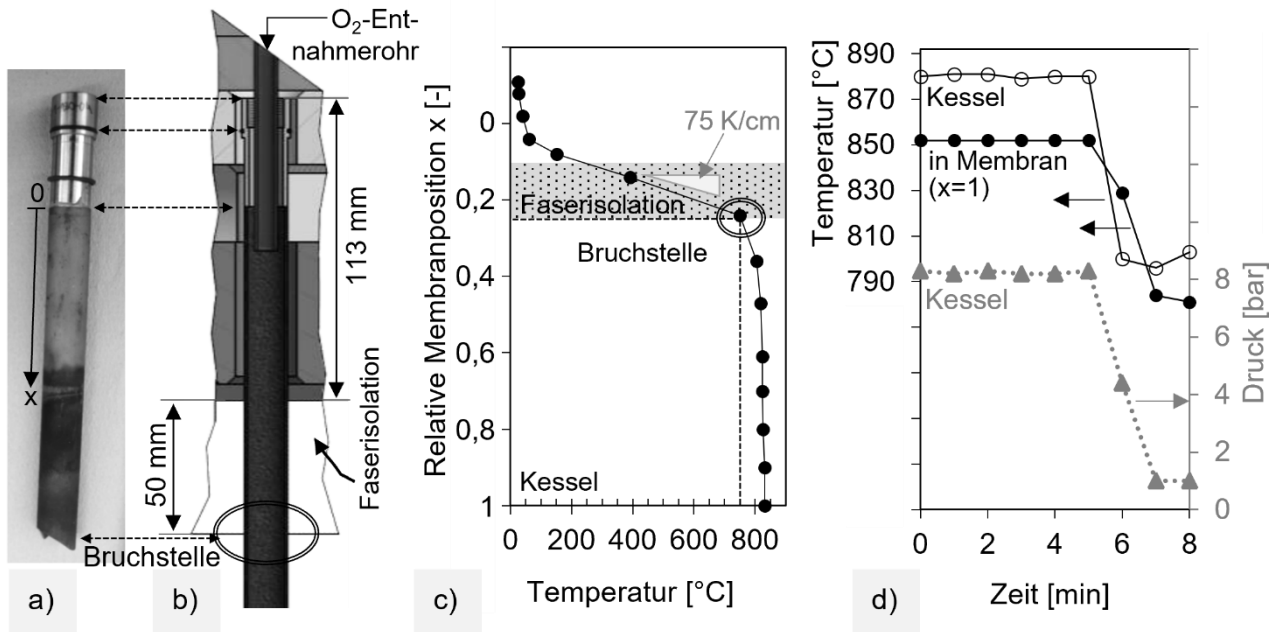 O₂-Ent-
nahmerohr
0
x
113 mm
50 mm
Faserisolation
Bruchstelle
a)
b)
Relative Membranposition x [-]
0
0,2
0,4
0,6
0,8
1
75 K/cm
Faserisolation
Bruchstelle
Kessel
0 200 400 600 800
Temperatur [°C]
c)
Temperatur [°C]
890
870
850
830
810
790
Kessel
in Membran
(x=1)
Kessel
8
6
4
2
0
Druck [bar]
0 2 4 6 8
Zeit [min]
d)